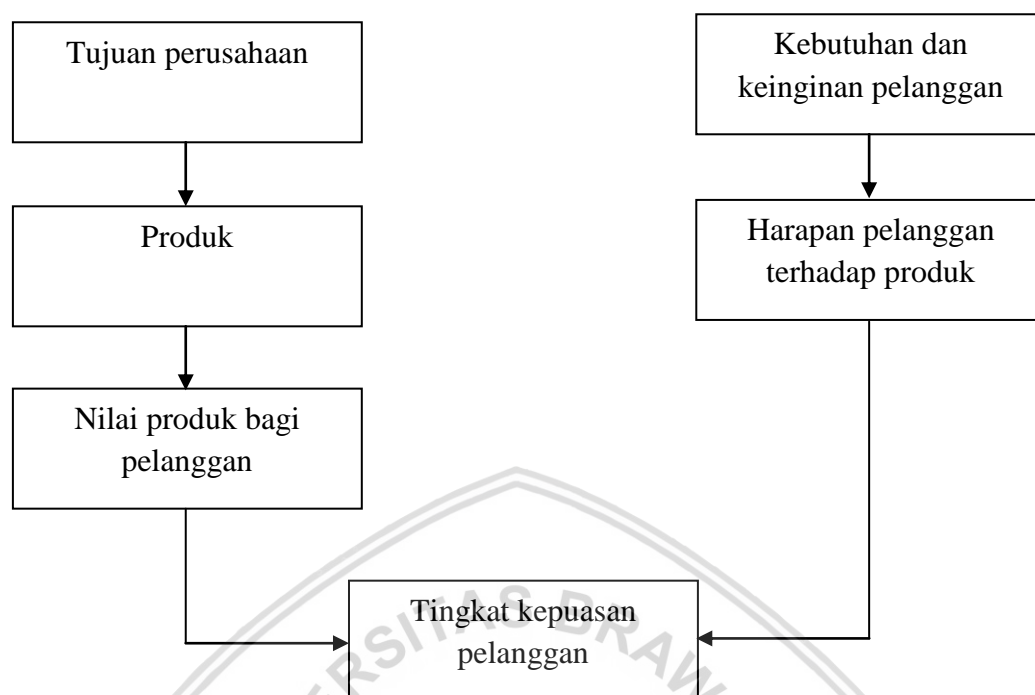 Tujuan perusahaan
Kebutuhan dan
keinginan pelanggan
Produk
Harapan pelanggan
terhadap produk
Nilai produk bagi
pelanggan
Tingkat kepuasan
pelanggan